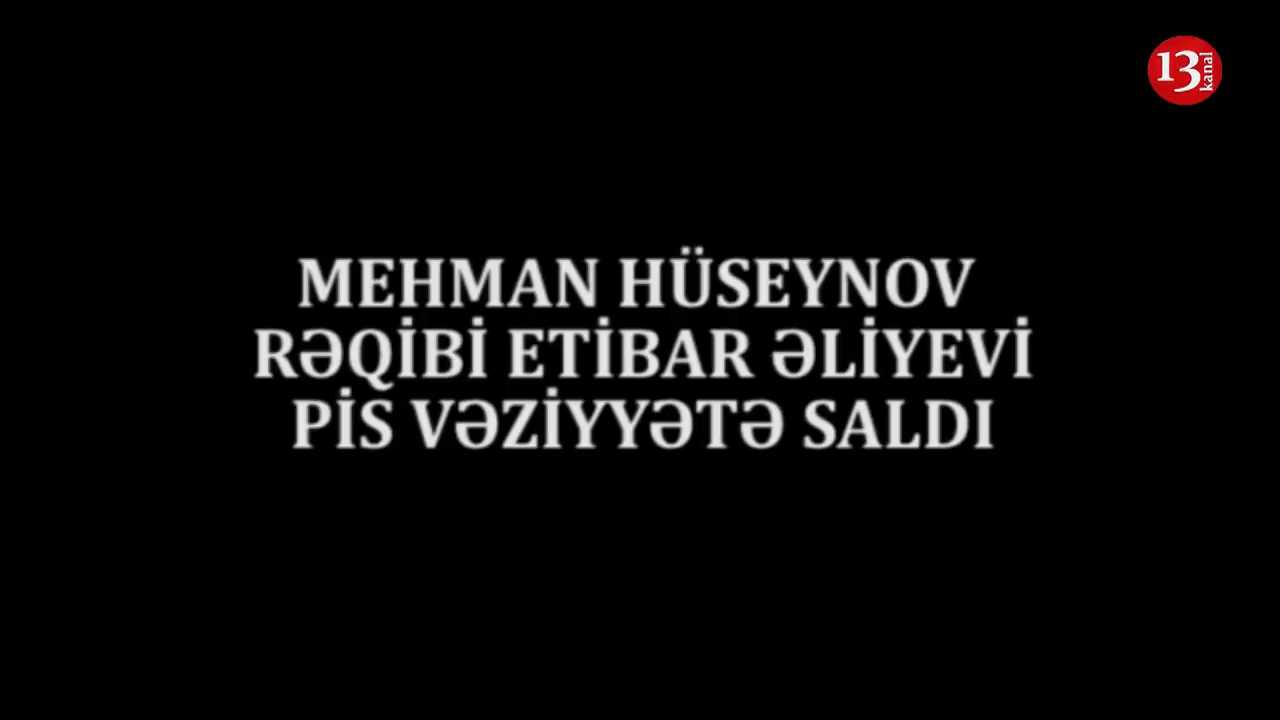 13 kanal
MEHMAN HÜSEYNOV
RƏQİBİ ETİBAR ƏLİYEVİ
PİS VƏZİYYƏTƏ SALDI